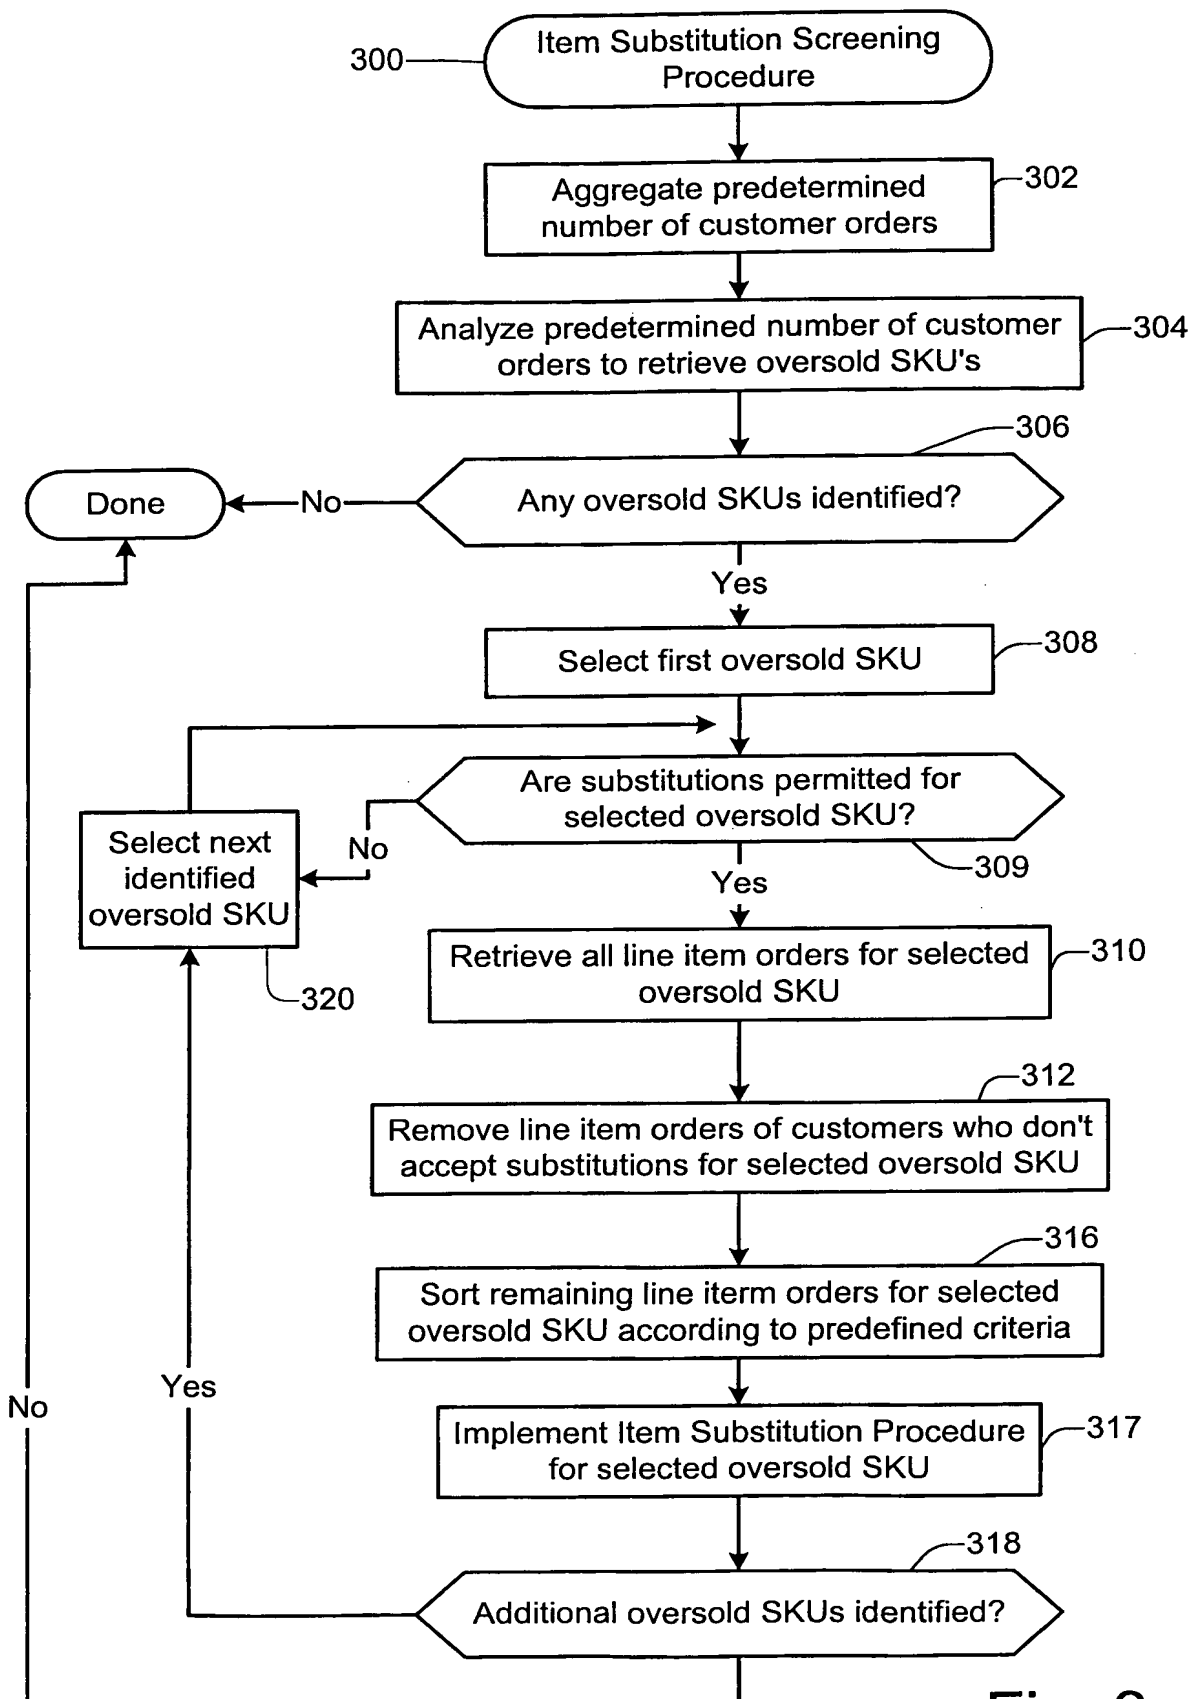 Item Substitution Screening
Procedure
300
Aggregate predetermined
number of customer orders
302
Analyze predetermined number of customer
orders to retrieve oversold SKU's
304
306
Any oversold SKUs identified?
No
Done
Yes
Select first oversold SKU
308
Are substitutions permitted for
selected oversold SKU?
309
No
Select next
identified
oversold SKU
320
Yes
Retrieve all line item orders for selected
oversold SKU
310
312
Remove line item orders of customers who don't
accept substitutions for selected oversold SKU
316
Sort remaining line iterm orders for selected
oversold SKU according to predefined criteria
Yes
No
Implement Item Substitution Procedure
for selected oversold SKU
317
318
Additional oversold SKUs identified?